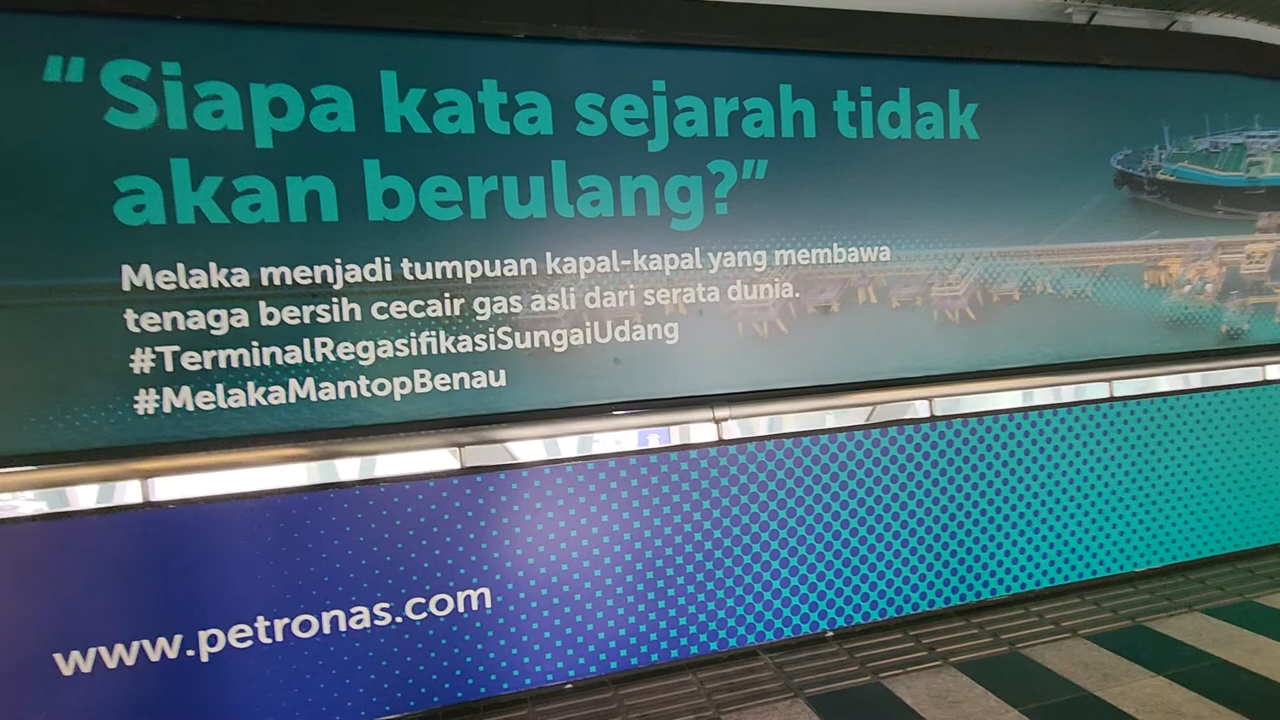 "Siapa kata sejarah tidak
akan berulang?"
Melaka menjadi tumpuan kapal-kapal yang membawa
tenaga bersih cecair gas asli dari serata dunia.
#TerminalRegasifikasiSungaiUdang
#MelakaMantopBenau
www.petronas.com